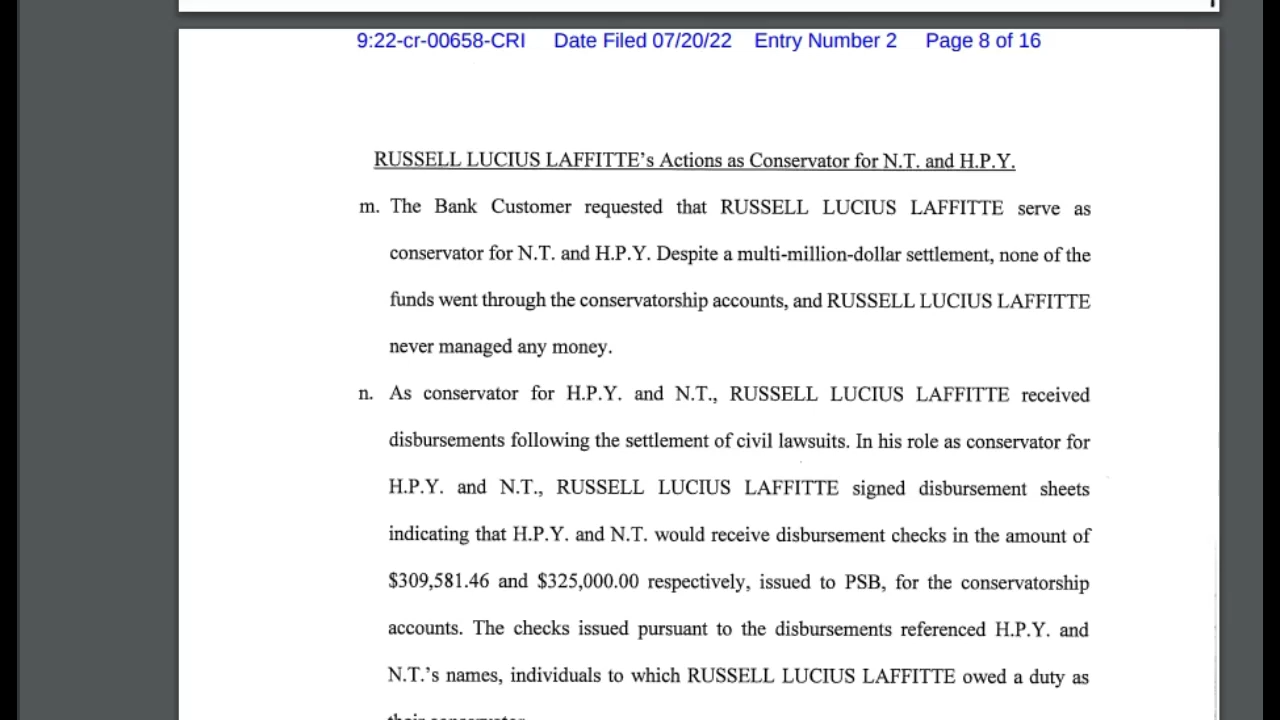 9:22-cr-00658-CRI Date Filed 07/20/22 Entry Number 2 Page 8 of 16
RUSSELL LUCIUS LAFFITTE's Actions as Conservator for N.T. and H.P.Y.
m. The Bank Customer requested that RUSSELL LUCIUS LAFFITTE serve as
conservator for N.T. and H.P.Y. Despite a multi-million-dollar settlement, none of the
funds went through the conservatorship accounts, and RUSSELL LUCIUS LAFFITTE
never managed any money.
n. As conservator for H.P.Y. and N.T., RUSSELL LUCIUS LAFFITTE received
disbursements following the settlement of civil lawsuits. In his role as conservator for
H.P.Y. and N.T., RUSSELL LUCIUS LAFFITTE signed disbursement sheets
indicating that H.P.Y. and N.T. would receive disbursement checks in the amount of
$309,581.46 and $325,000.00 respectively, issued to PSB, for the conservatorship
accounts. The checks issued pursuant to the disbursements referenced H.P.Y. and
N.T.'s names, individuals to which RUSSELL LUCIUS LAFFITTE owed a duty as
their conservator.